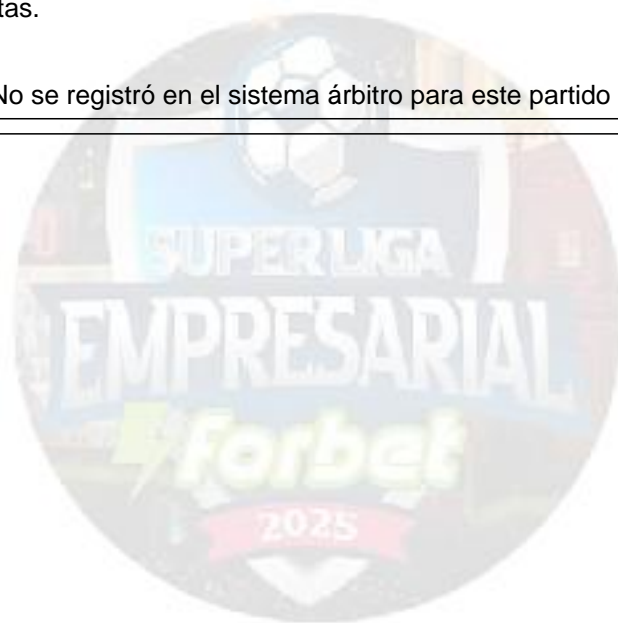 tas.
No se registró en el sistema árbitro para este partido
SUPER LIGA
EMPRESARIAL
forbet
2025